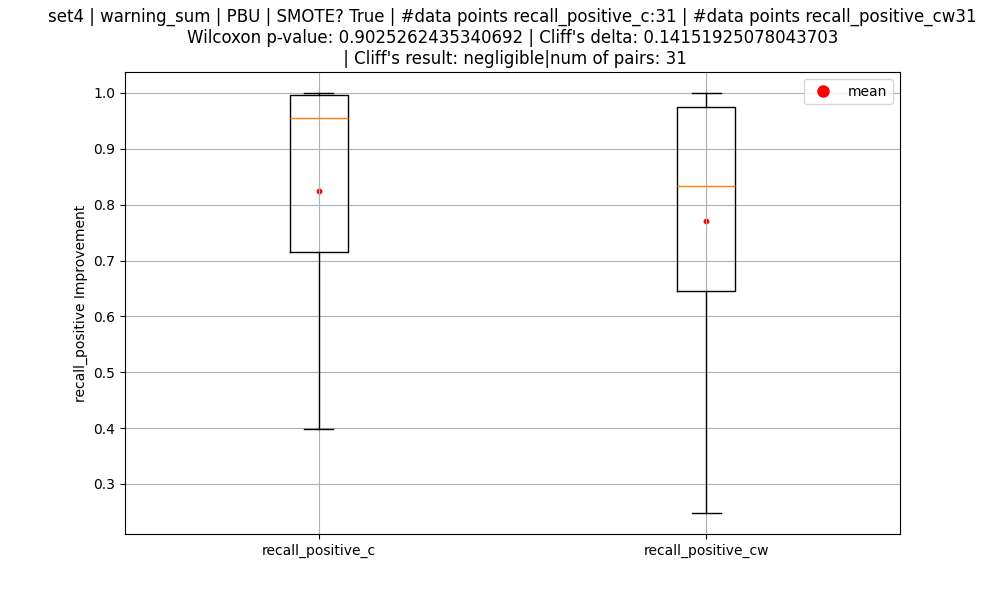 set4 | warning_sum | PBU | SMOTE? True | #data points recall_positive_c:31 | #data points recall_positive_cw31
Wilcoxon p-value: 0.9025262435340692 | Cliff's delta: 0.14151925078043703
| Cliff's result: negligible|num of pairs: 31
mean
1.0
0.9
0.8
0.7
0.6
0.5
0.4
0.3
recall_positive Improvement
recall_positive_c
recall_positive_cw